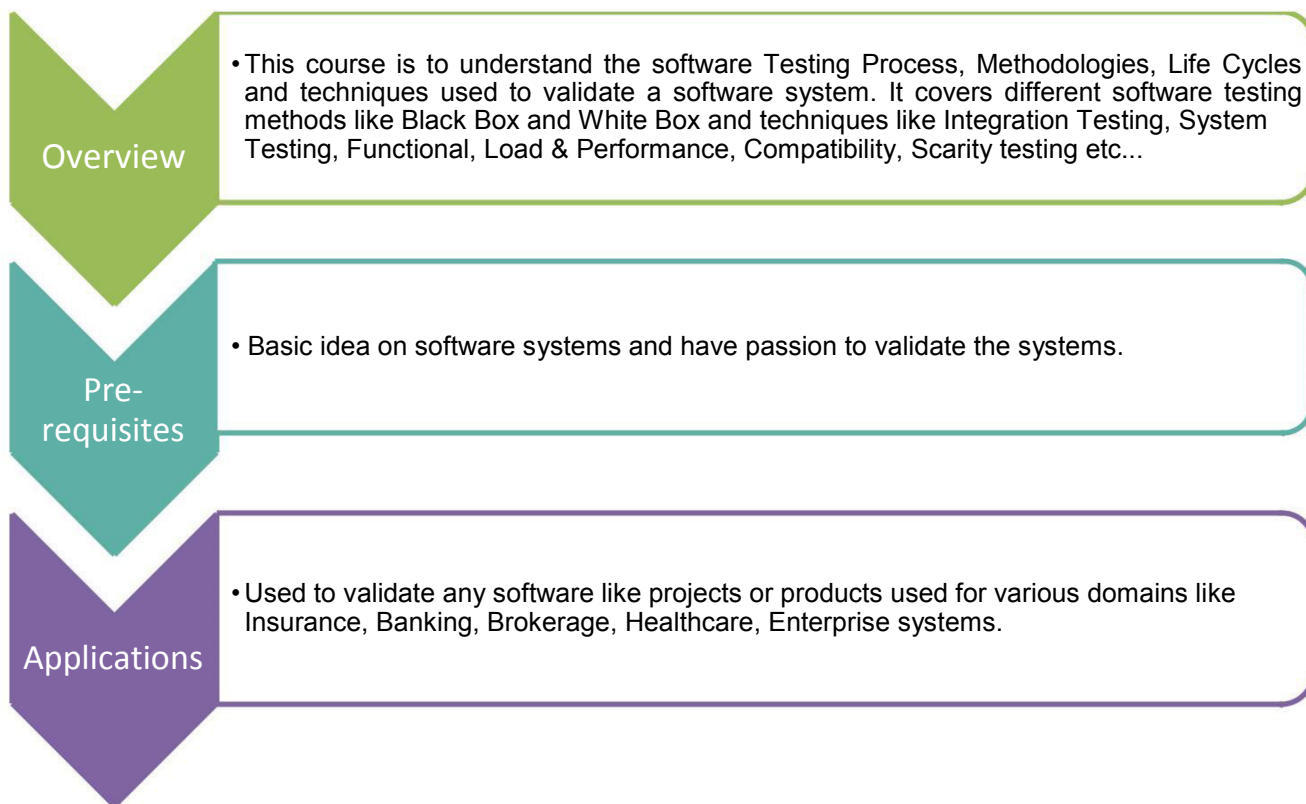 Overview
• This course is to understand the software Testing Process, Methodologies, Life Cycles
and techniques used to validate a software system. It covers different software testing
methods like Black Box and White Box and techniques like Integration Testing, System
Testing, Functional, Load & Performance, Compatibility, Scarity testing etc...
Pre-
requisites
• Basic idea on software systems and have passion to validate the systems.
Applications
• Used to validate any software like projects or products used for various domains like
Insurance, Banking, Brokerage, Healthcare, Enterprise systems.